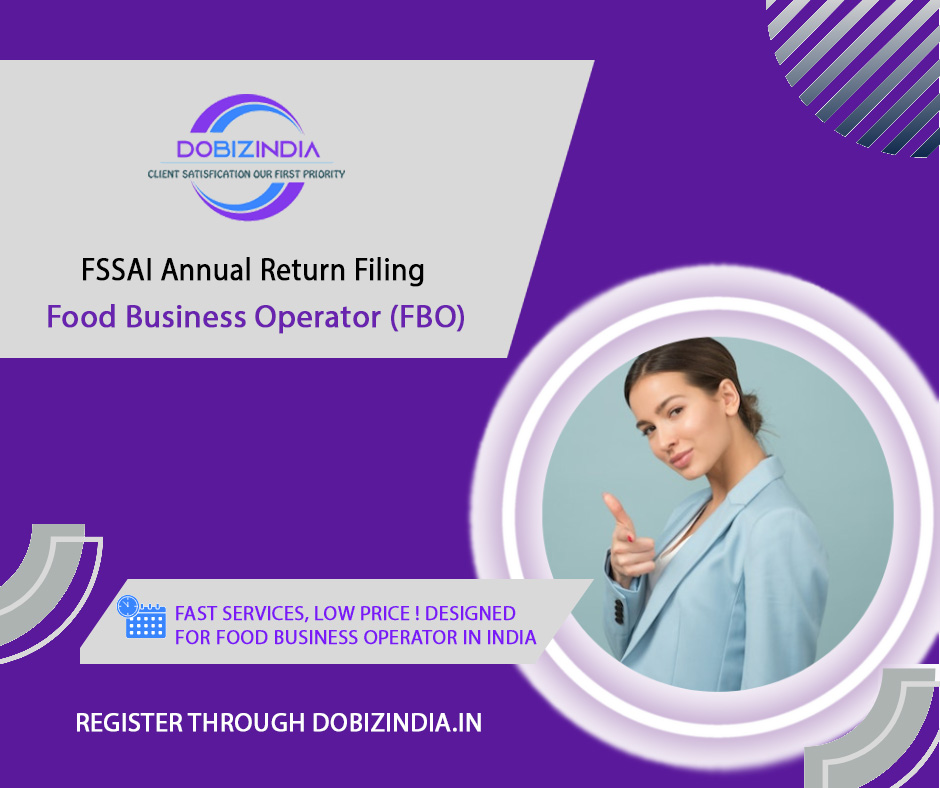 DOBIZINDIA
CLIENT SATISFICATION OUR FIRST PRIORITY
FSSAI Annual Return Filing
Food Business Operator (FBO)
FAST SERVICES, LOW PRICE ! DESIGNED
FOR FOOD BUSINESS OPERATOR IN INDIA
REGISTER THROUGH DOBIZINDIA.IN